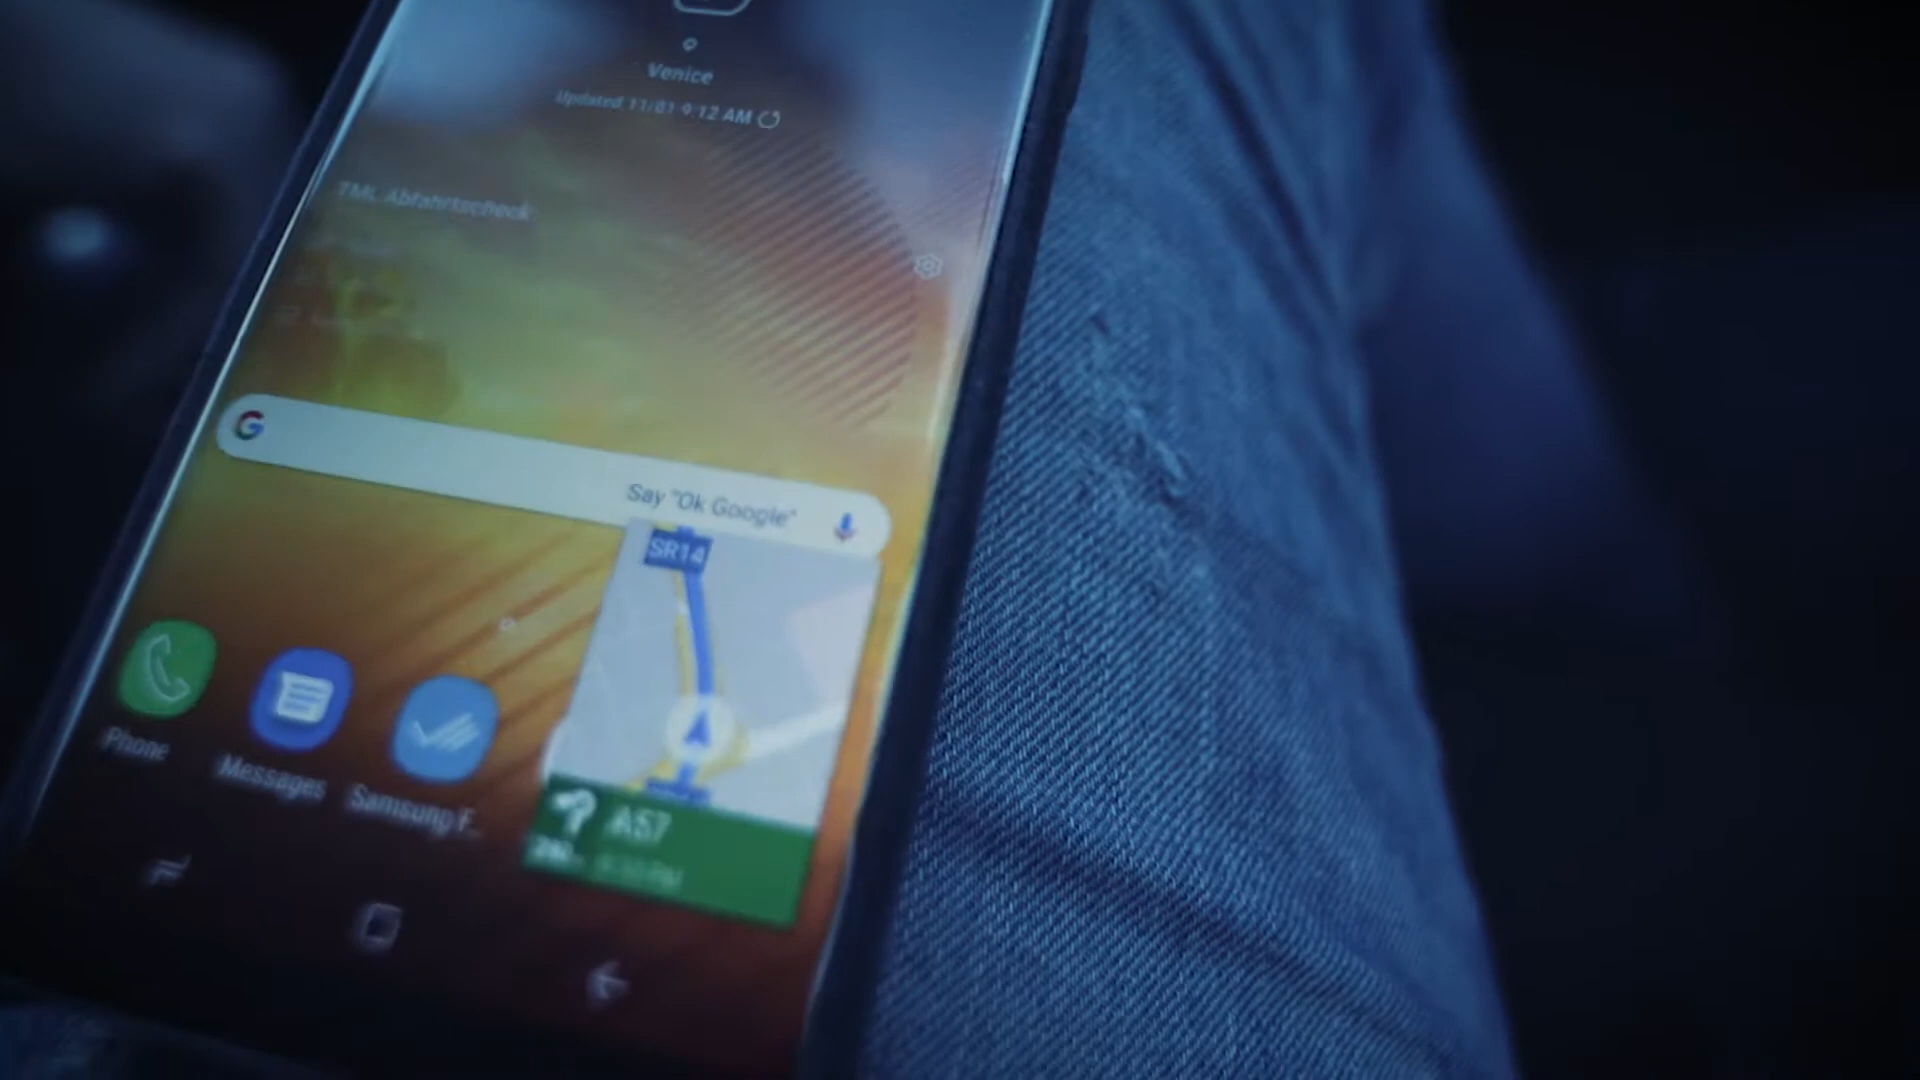 Venice
Updated 11/01 9:12 AM
TML Abfahrtscheck
G
Say "Ok Google"
SR14
Phone
Messages
Samsung F...
A57